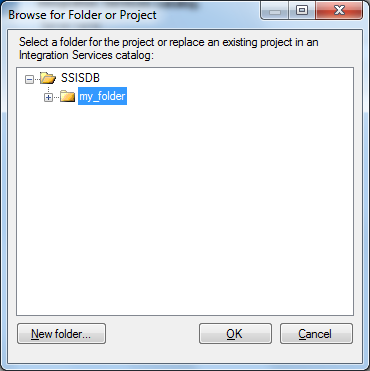 Browse for Folder or Project
Select a folder for the project or replace an existing project in an
Integration Services catalog:
SSISDB
my_folder
New folder...
OK
Cancel